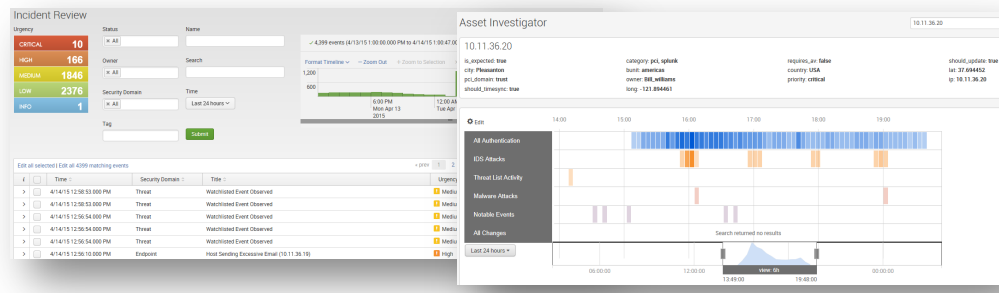 Incident Review
Urgency
CRITICAL 10
HIGH 166
MEDIUM 1846
LOW 2376
INFO 1
Status
× All
Name
Owner
× All
Search
Security Domain
× All
Time
Last 24 hours
Tag
Submit
✓ 4,399 events (4/13/15 1:00:00.000 PM to 4/14/15 1:00:47.00
Format Timeline – Zoom Out + Zoom to Selection
1,200
600
6:00 PM
Mon Apr 13
2015
12:00 AM
Tue Apr
Edit all selected | Edit all 4399 matching events
« prev 1 2
i Time Security Domain Title Urgency
> 4/14/15 12:58:53.000 PM Threat Watchlisted Event Observed ! Mediu
> 4/14/15 12:58:53.000 PM Threat Watchlisted Event Observed ! Mediu
> 4/14/15 12:56:54.000 PM Threat Watchlisted Event Observed ! Mediu
> 4/14/15 12:56:54.000 PM Threat Watchlisted Event Observed ! Mediu
> 4/14/15 12:56:54.000 PM Threat Watchlisted Event Observed ! Mediu
> 4/14/15 12:56:10.000 PM Endpoint Host Sending Excessive Email (10.11.36.19) ! High
Asset Investigator
10.11.36.20
10.11.36.20
is_expected: true category: pci, splunk requires_av: false should_update: true
city: Pleasanton bunit: americas country: USA lat: 37.694452
pci_domain: trust owner: Bill_williams priority: critical ip: 10.11.36.20
should_timesync: true long: -121.894461
Edit
14:00 15:00 16:00 17:00 18:00 19:00
All Authentication
IDS Attacks
Threat List Activity
Malware Attacks
Notable Events
All Changes
Search returned no results
Last 24 hours
06:00:00 12:00:00 view: 6h 00:00:00
13:49:00 19:48:00